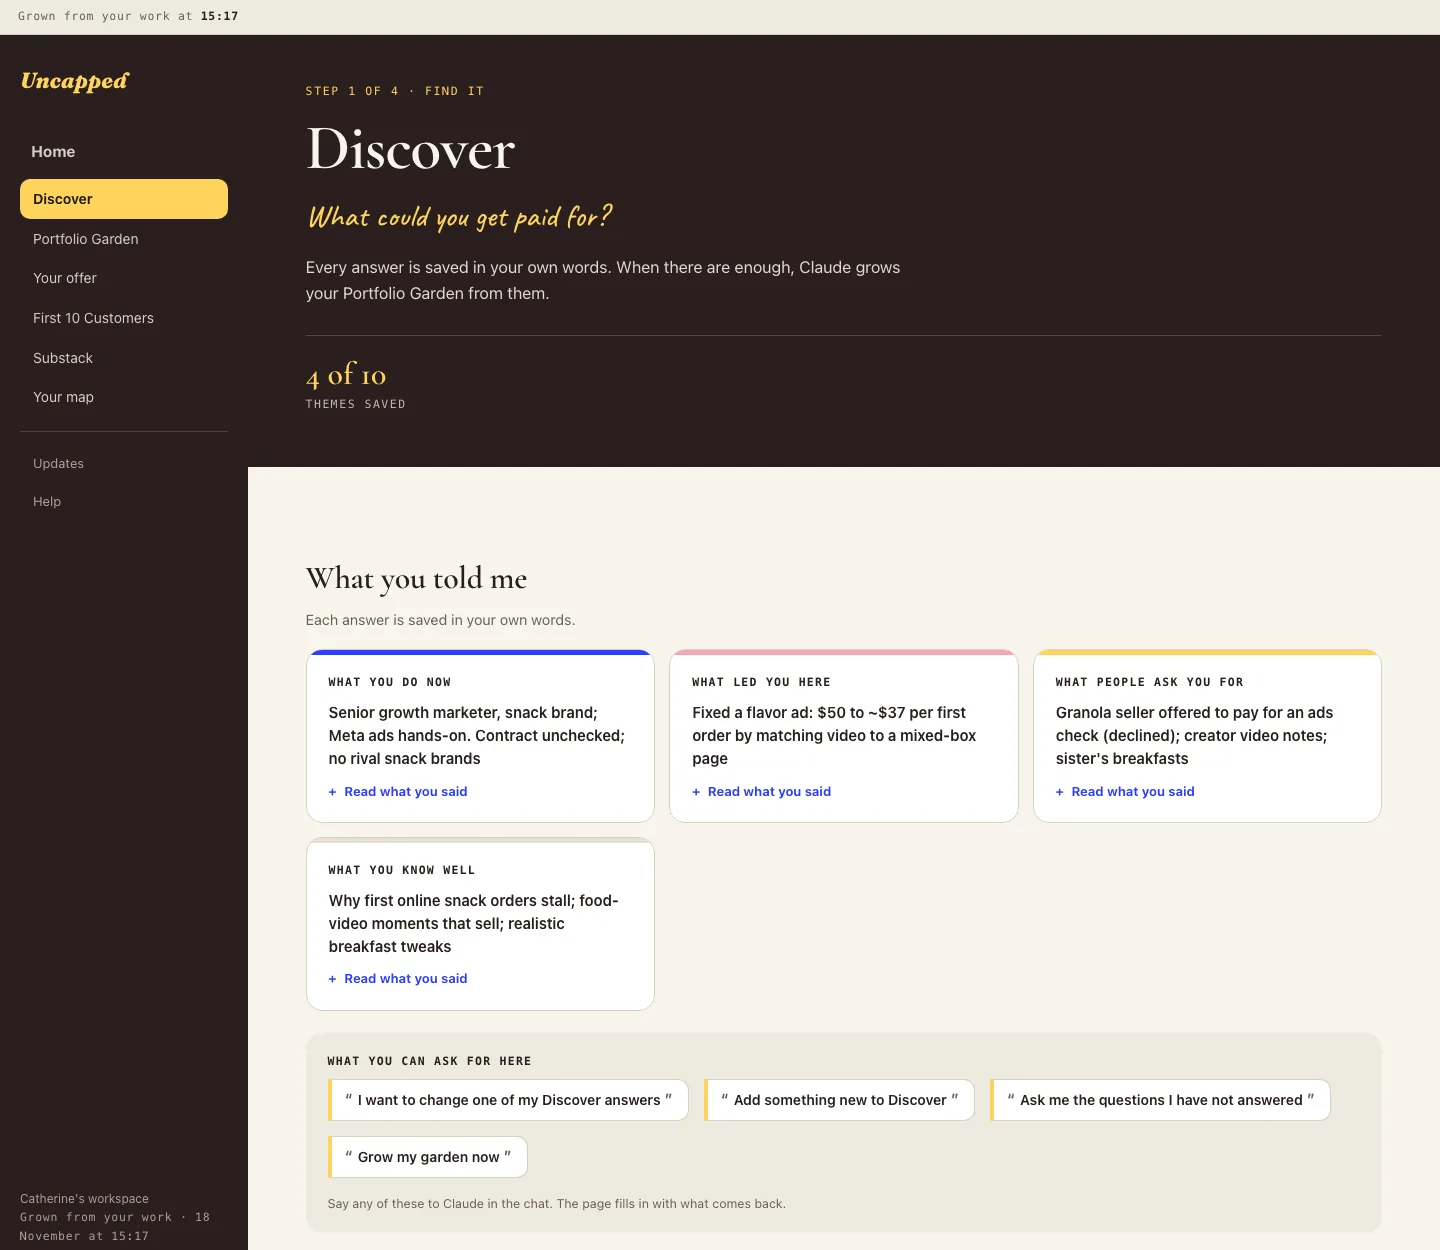 Grown from your work at 15:17
Uncapped
Home
Discover
Portfolio Garden
Your offer
First 10 Customers
Substack
Your map
Updates
Help
Catherine's workspace
Grown from your work · 18
November at 15:17
STEP 1 OF 4 · FIND IT
Discover
What could you get paid for?
Every answer is saved in your own words. When there are enough, Claude grows
your Portfolio Garden from them.
4 of 10
THEMES SAVED
What you told me
Each answer is saved in your own words.
WHAT YOU DO NOW
Senior growth marketer, snack brand;
Meta ads hands-on. Contract unchecked;
no rival snack brands
+ Read what you said
WHAT LED YOU HERE
Fixed a flavor ad: $50 to ~$37 per first
order by matching video to a mixed-box
page
+ Read what you said
WHAT PEOPLE ASK YOU FOR
Granola seller offered to pay for an ads
check (declined); creator video notes;
sister's breakfasts
+ Read what you said
WHAT YOU KNOW WELL
Why first online snack orders stall; food-
video moments that sell; realistic
breakfast tweaks
+ Read what you said
WHAT YOU CAN ASK FOR HERE
“ I want to change one of my Discover answers ”
“ Add something new to Discover ”
“ Ask me the questions I have not answered ”
“ Grow my garden now ”
Say any of these to Claude in the chat. The page fills in with what comes back.